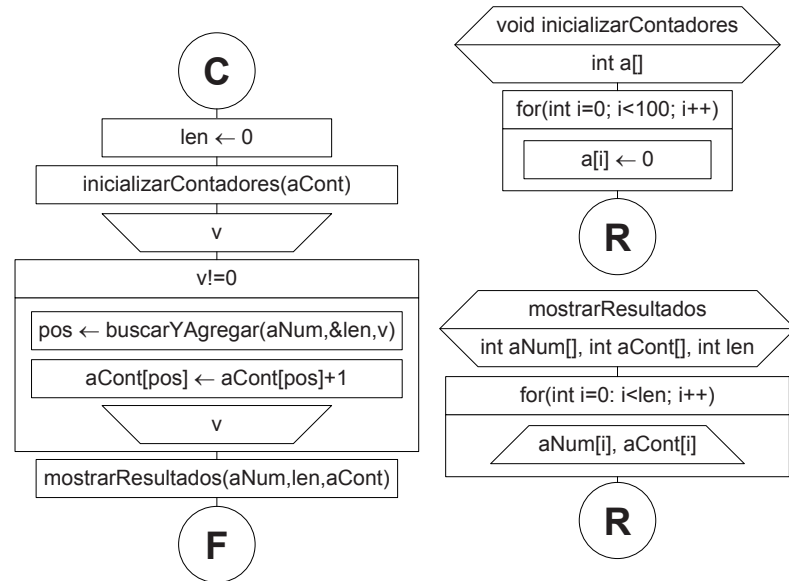 C
len ← 0
inicializarContadores(aCont)
v
v!=0
pos ← buscarYAgregar(aNum,&len,v)
aCont[pos] ← aCont[pos]+1
v
mostrarResultados(aNum,len,aCont)
F
void inicializarContadores
int a[]
for(int i=0; i<100; i++)
a[i] ← 0
R
mostrarResultados
int aNum[], int aCont[], int len
for(int i=0: i<len; i++)
aNum[i], aCont[i]
R